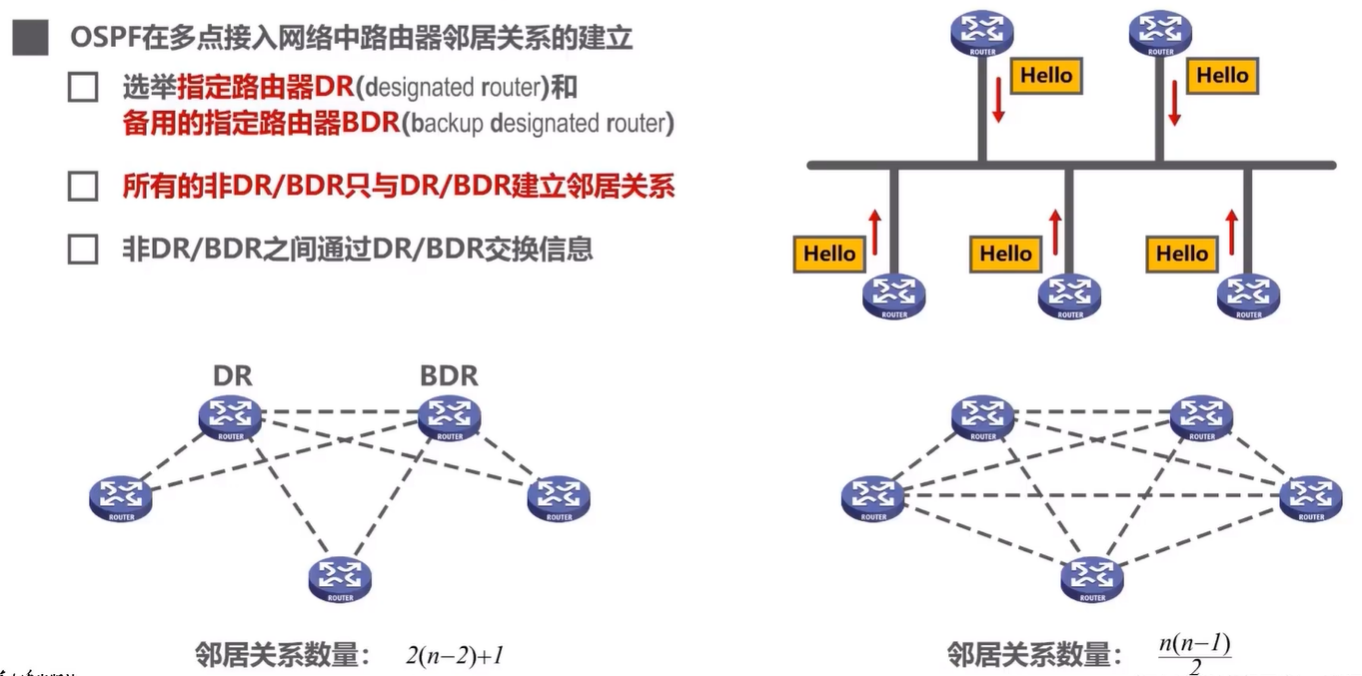 OSPF在多点接入网络中路由器邻居关系的建立
选举指定路由器DR(designated router)和
备用的指定路由器BDR(backup designated router)
所有的非DR/BDR只与DR/BDR建立邻居关系
非DR/BDR之间通过DR/BDR交换信息
ROUTER
ROUTER
Hello
Hello
Hello
Hello
Hello
ROUTER
ROUTER
ROUTER
DR
BDR
ROUTER
ROUTER
ROUTER
ROUTER
ROUTER
邻居关系数量： 2(n−2)+1
ROUTER
ROUTER
ROUTER
ROUTER
ROUTER
邻居关系数量： n(n−1)/2